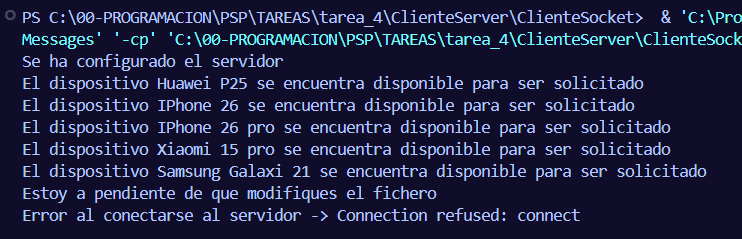 PS C:\00-PROGRAMACION\PSP\TAREAS\tarea_4\ClienteServer\ClienteSocket>  & 'C:\Pro
Messages' '-cp' 'C:\00-PROGRAMACION\PSP\TAREAS\tarea_4\ClienteServer\ClienteSock
Se ha configurado el servidor
El dispositivo Huawei P25 se encuentra disponible para ser solicitado
El dispositivo IPhone 26 se encuentra disponible para ser solicitado
El dispositivo IPhone 26 pro se encuentra disponible para ser solicitado
El dispositivo Xiaomi 15 pro se encuentra disponible para ser solicitado
El dispositivo Samsung Galaxi 21 se encuentra disponible para ser solicitado
Estoy a pendiente de que modifiques el fichero
Error al conectarse al servidor -> Connection refused: connect